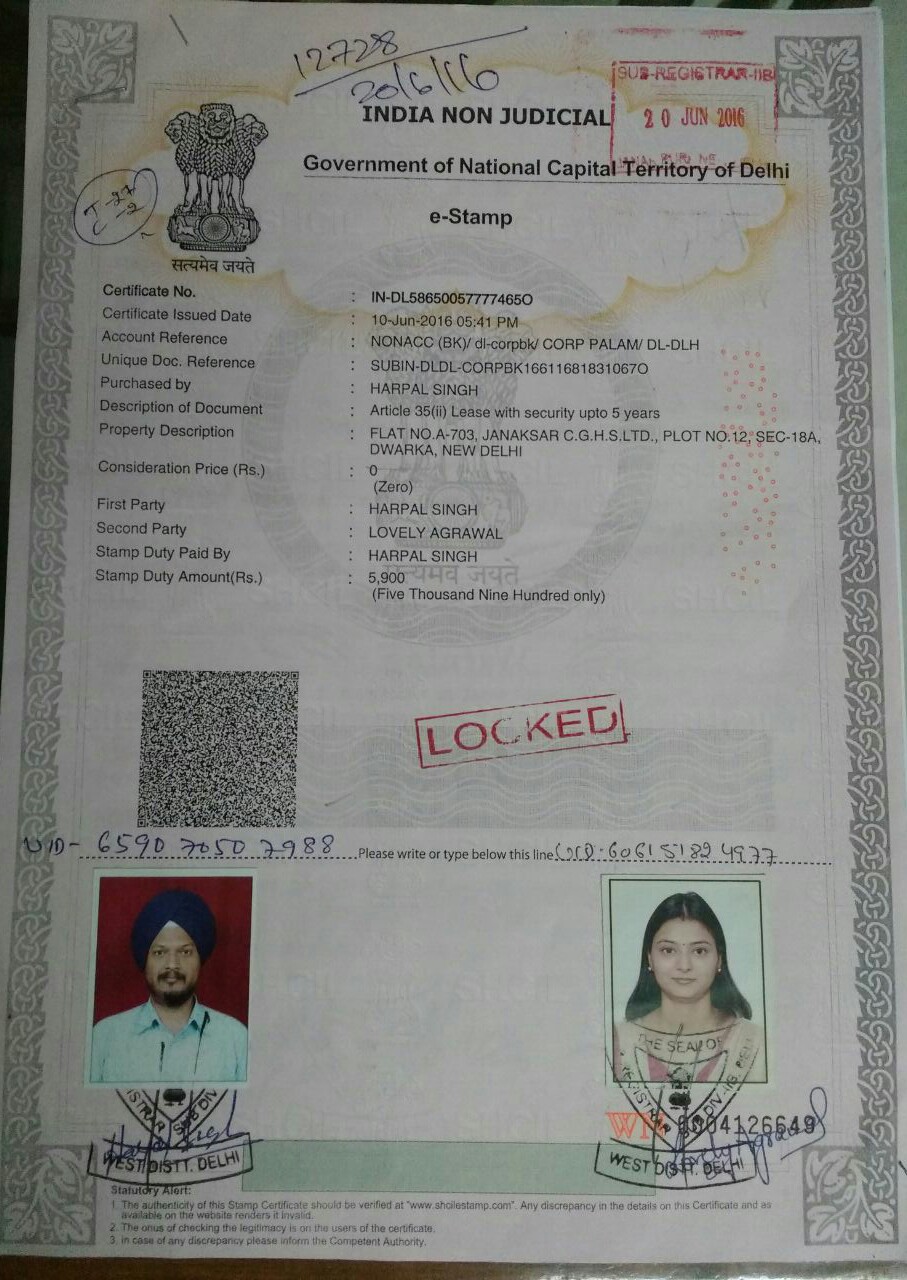 12728
20/6/16
SUB-REGISTRAR-IIB
20 JUN 2016
INDIA NON JUDICIAL
Government of National Capital Territory of Delhi
e-Stamp
सत्यमेव जयते
Certificate No. : IN-DL58650057777465O
Certificate Issued Date : 10-Jun-2016 05:41 PM
Account Reference : NONACC (BK)/ dl-corpbk/ CORP PALAM/ DL-DLH
Unique Doc. Reference : SUBIN-DLDL-CORPBK16611681831067O
Purchased by : HARPAL SINGH
Description of Document : Article 35(ii) Lease with security upto 5 years
Property Description : FLAT NO.A-703, JANAKSAR C.G.H.S.LTD., PLOT NO.12, SEC-18A,
DWARKA, NEW DELHI
Consideration Price (Rs.) : 0
(Zero)
First Party : HARPAL SINGH
Second Party : LOVELY AGRAWAL
Stamp Duty Paid By : HARPAL SINGH
Stamp Duty Amount(Rs.) : 5,900
(Five Thousand Nine Hundred only)
सत्यमेव जयते
LOCKED
UID- 6590 7050 7988 Please write or type below this line UID- 6061 5182 4977
THE SEAL OF
WEST DISTT. DELHI
WN 0004126649
WEST DISTT. DELHI
Statutory Alert:
1. The authenticity of this Stamp Certificate should be verified at "www.shcilestamp.com". Any discrepancy in the details on this Certificate and as
available on the website renders it invalid.
2. The onus of checking the legitimacy is on the users of the certificate.
3. In case of any discrepancy please inform the Competent Authority.